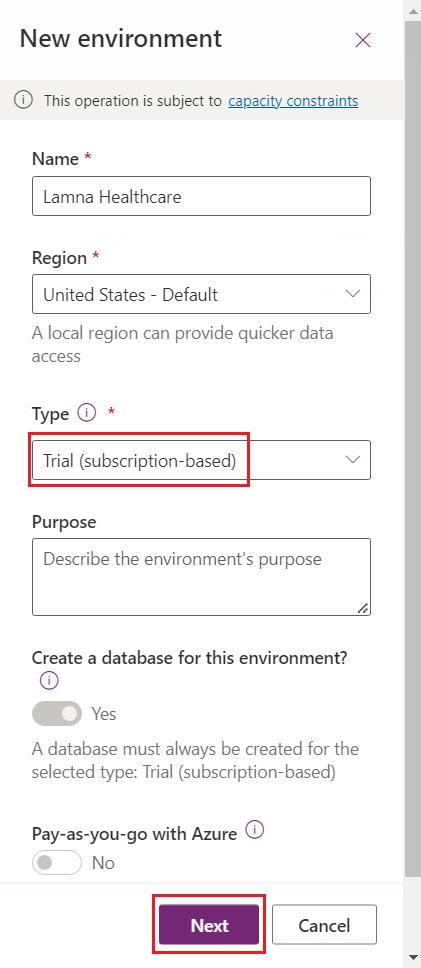 New environment
This operation is subject to capacity constraints
Name *
Lamna Healthcare
Region *
United States - Default
A local region can provide quicker data
access
Type *
Trial (subscription-based)
Purpose
Describe the environment's purpose
Create a database for this environment?
Yes
A database must always be created for the
selected type: Trial (subscription-based)
Pay-as-you-go with Azure
No
Next
Cancel